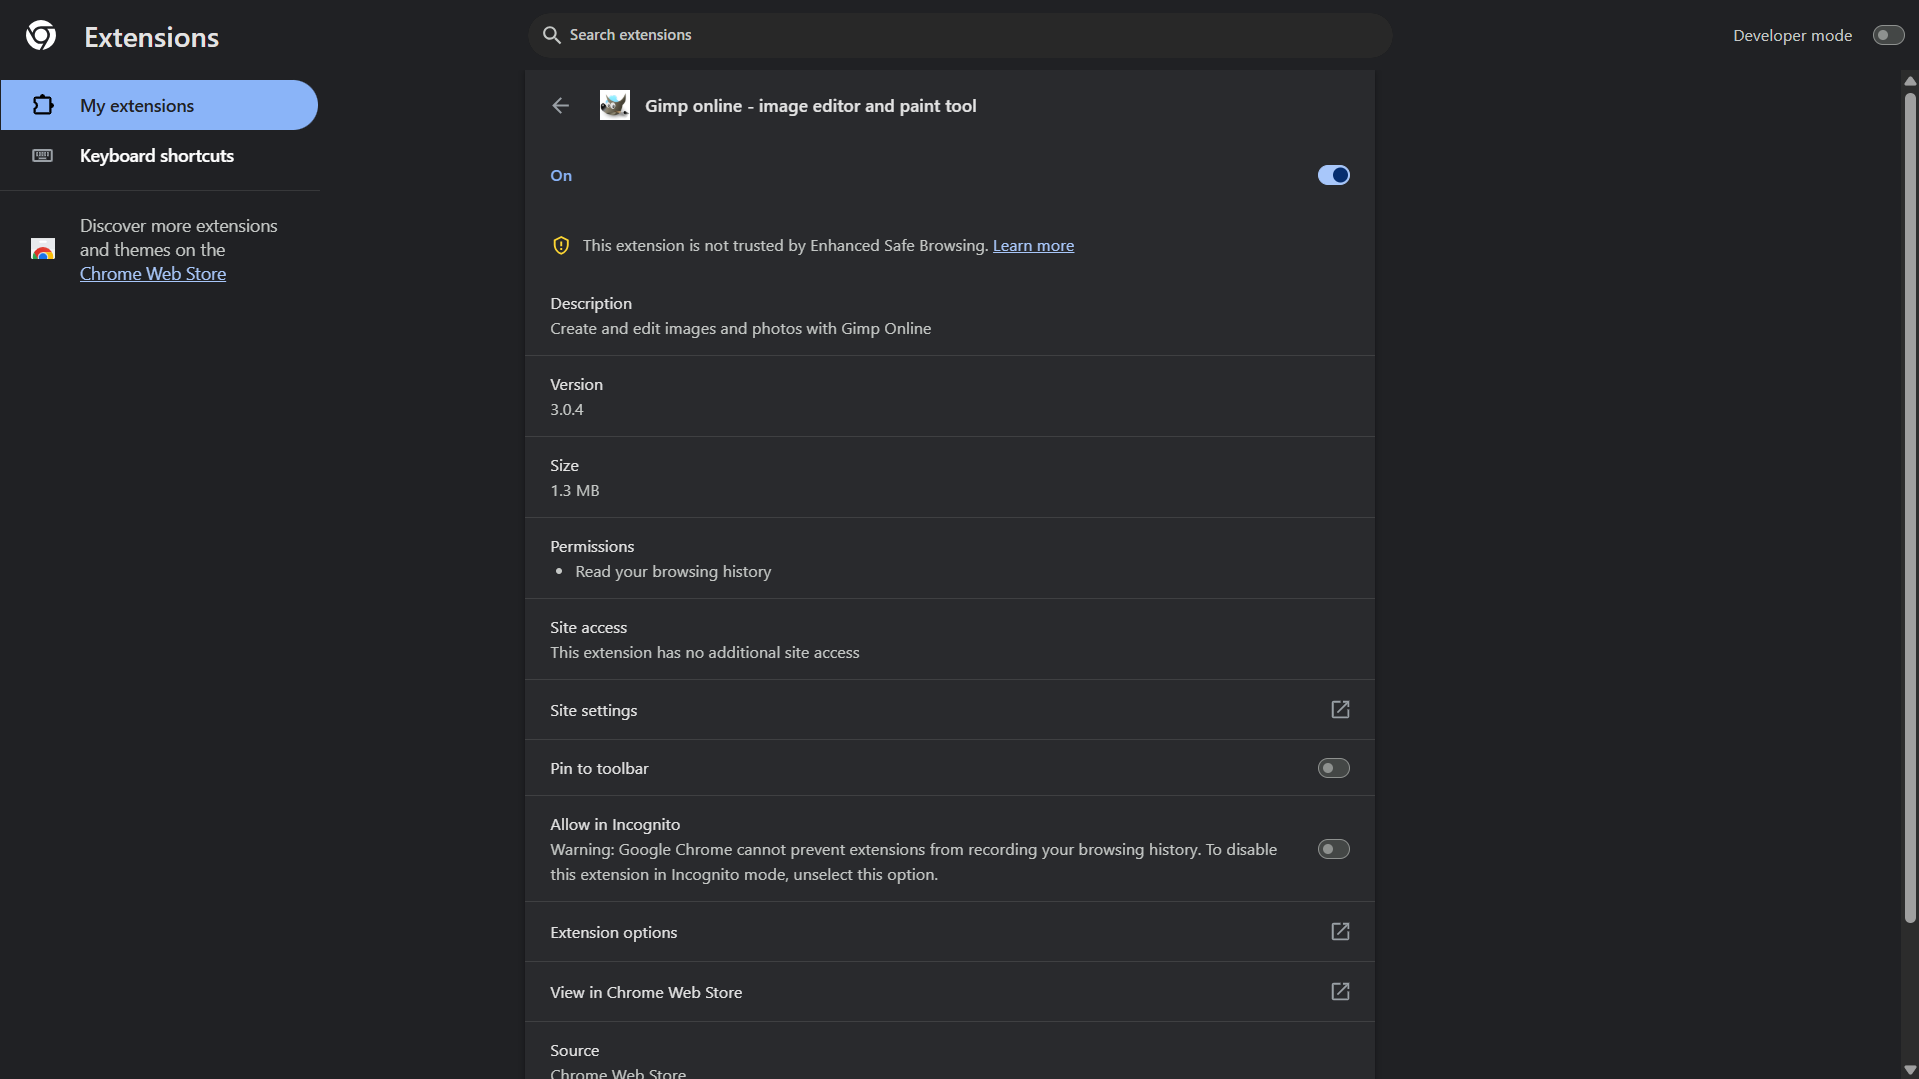 Extensions
Search extensions
Developer mode
My extensions
Keyboard shortcuts
Discover more extensions
and themes on the
Chrome Web Store
Gimp online - image editor and paint tool
On
This extension is not trusted by Enhanced Safe Browsing. Learn more
Description
Create and edit images and photos with Gimp Online
Version
3.0.4
Size
1.3 MB
Permissions
• Read your browsing history
Site access
This extension has no additional site access
Site settings
Pin to toolbar
Allow in Incognito
Warning: Google Chrome cannot prevent extensions from recording your browsing history. To disable
this extension in Incognito mode, unselect this option.
Extension options
View in Chrome Web Store
Source
Chrome Web Store